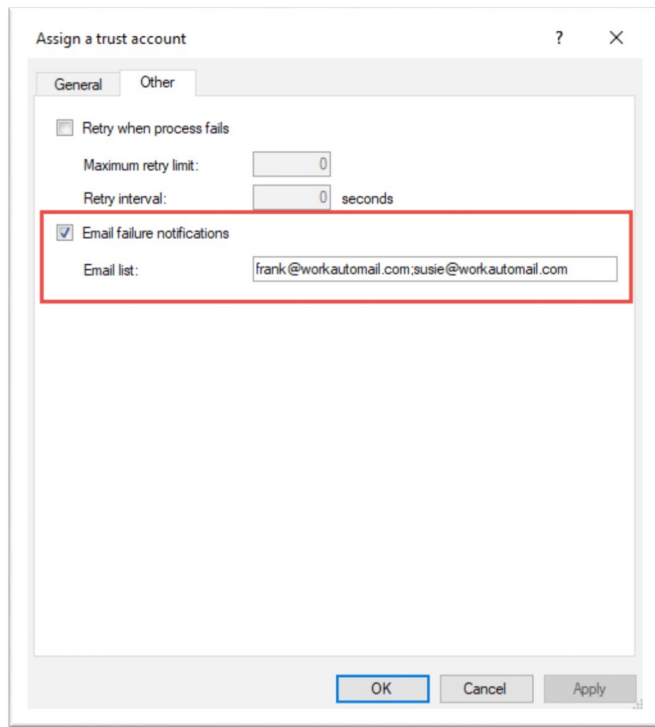 Assign a trust account ?
General Other
Retry when process fails
Maximum retry limit: 0
Retry interval: 0 seconds
Email failure notifications
Email list: frank@workautomail.com;susie@workautomail.com
OK Cancel Apply